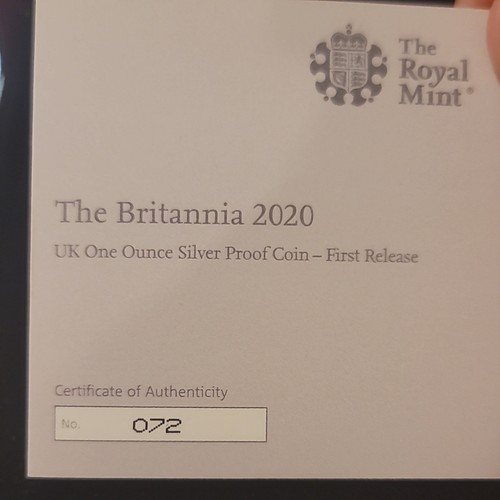 The
Royal
Mint®
The Britannia 2020
UK One Ounce Silver Proof Coin – First Release
Certificate of Authenticity
No. 072